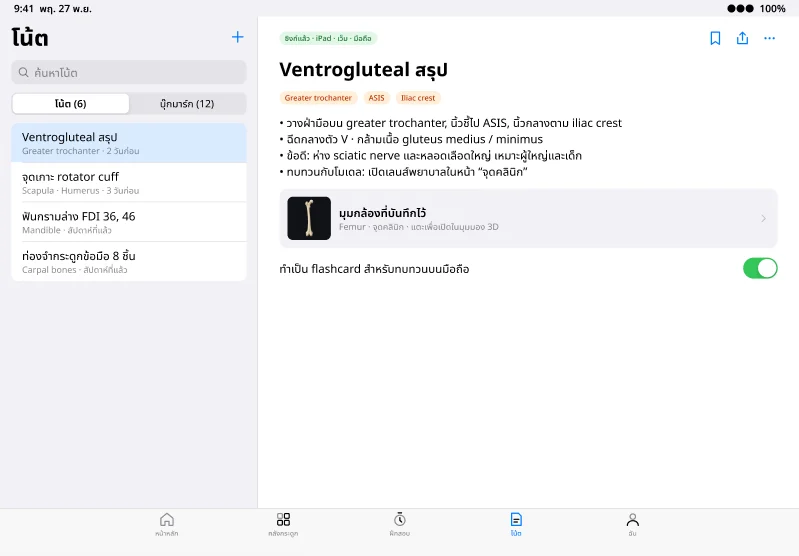 9:41 พฤ. 27 พ.ย.
100%
โน้ต
ค้นหาโน้ต
โน้ต (6)
บุ๊กมาร์ก (12)
Ventrogluteal สรุป
Greater trochanter · 2 วันก่อน
จุดเกาะ rotator cuff
Scapula · Humerus · 3 วันก่อน
ฟันกรามล่าง FDI 36, 46
Mandible · สัปดาห์ที่แล้ว
ท่องจำกระดูกข้อมือ 8 ชิ้น
Carpal bones · สัปดาห์ที่แล้ว
ซิงก์แล้ว · iPad · เว็บ · มือถือ
Ventrogluteal สรุป
Greater trochanter
ASIS
Iliac crest
• วางฝ่ามือบน greater trochanter, นิ้วชี้ไป ASIS, นิ้วกลางตาม iliac crest
• ฉีดกลางตัว V · กล้ามเนื้อ gluteus medius / minimus
• ข้อดี: ห่าง sciatic nerve และหลอดเลือดใหญ่ เหมาะผู้ใหญ่และเด็ก
• ทบทวนกับโมเดล: เปิดเลนส์พยาบาลในหน้า “จุดคลินิก”
มุมกล้องที่บันทึกไว้
Femur · จุดคลินิก · แตะเพื่อเปิดในมุมมอง 3D
ทำเป็น flashcard สำหรับทบทวนบนมือถือ
หน้าหลัก
คลังกระดูก
ฝึกสอบ
โน้ต
ฉัน